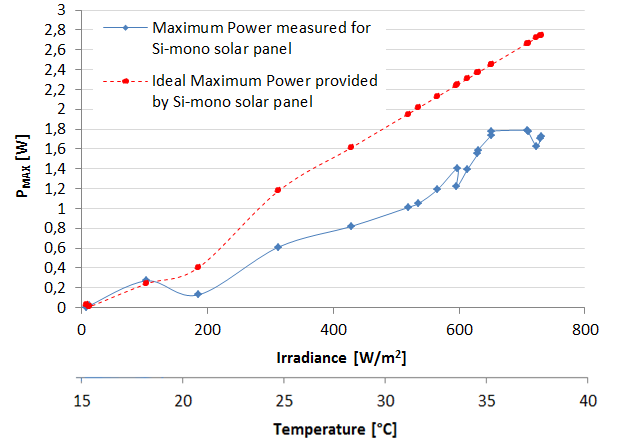 3
2,8
2,6
2,4
2,2
2
1,8
1,6
1,4
1,2
1
0,8
0,6
0,4
0,2
0
P_MAX [W]
Maximum Power measured for
Si-mono solar panel
Ideal Maximum Power provided
by Si-mono solar panel
0 200 400 600 800
Irradiance [W/m²]
15 20 25 30 35 40
Temperature [°C]